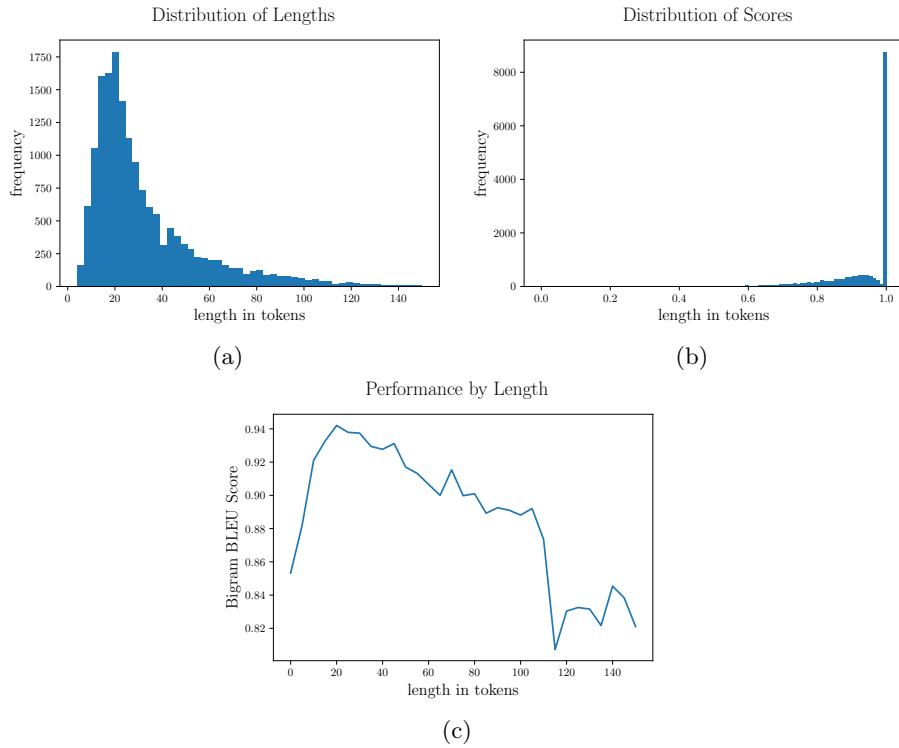 Distribution of Lengths
1750
1500
1250
1000
750
500
250
0
frequency
0 20 40 60 80 100 120 140
length in tokens
(a)
Distribution of Scores
8000
6000
4000
2000
0
frequency
0.0 0.2 0.4 0.6 0.8 1.0
length in tokens
(b)
Performance by Length
0.94
0.92
0.90
0.88
0.86
0.84
0.82
Bigram BLEU Score
0 20 40 60 80 100 120 140
length in tokens
(c)